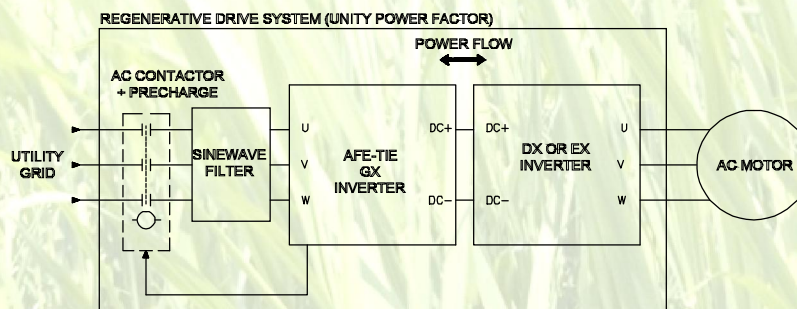 REGENERATIVE DRIVE SYSTEM (UNITY POWER FACTOR)
POWER FLOW
AC CONTACTOR
+ PRECHARGE
UTILITY
GRID
SINEWAVE
FILTER
U
V
W
AFE-TIE
GX
INVERTER
DC+
DC-
DC+
DC-
DX OR EX
INVERTER
U
V
W
AC MOTOR